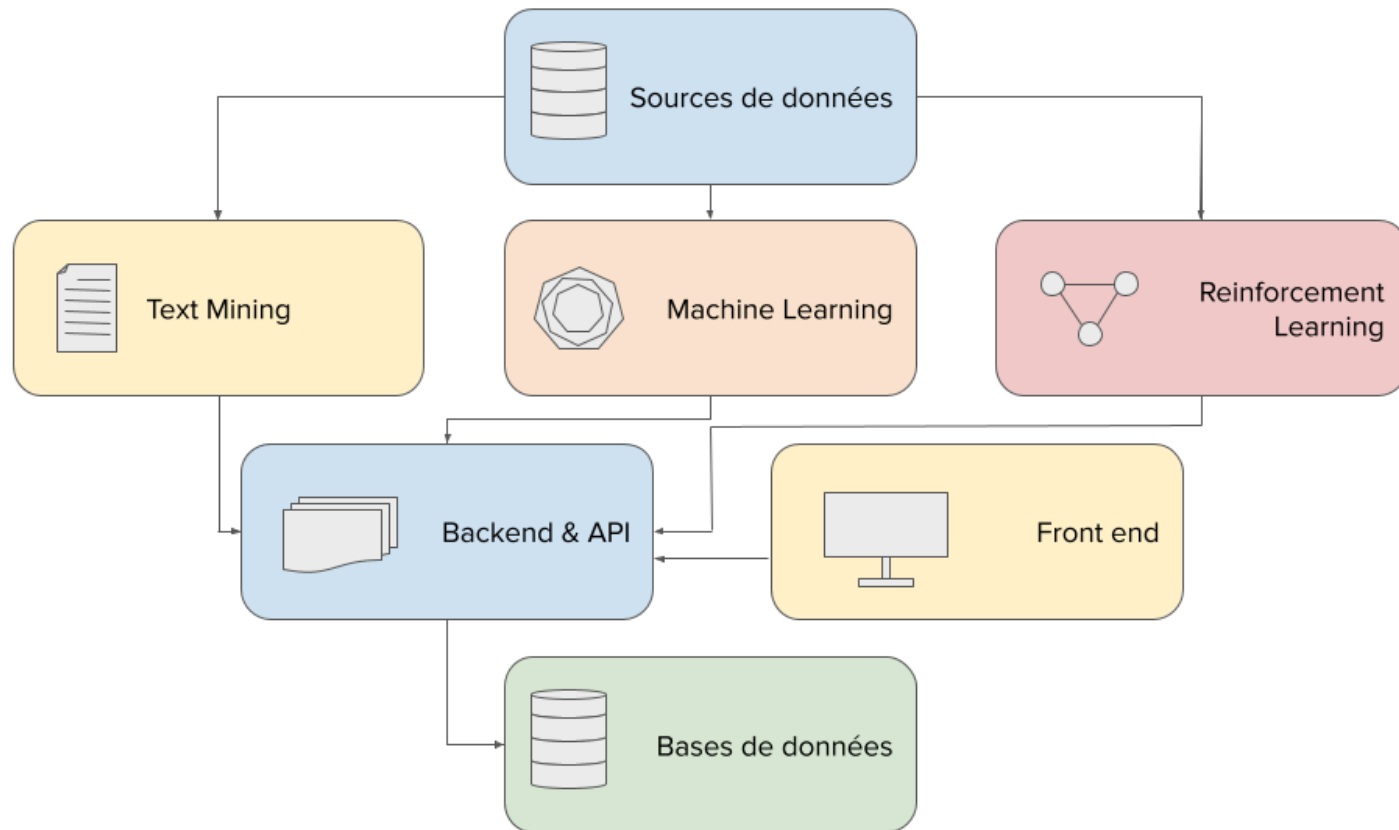 Sources de données
Text Mining
Machine Learning
Reinforcement
Learning
Backend & API
Front end
Bases de données